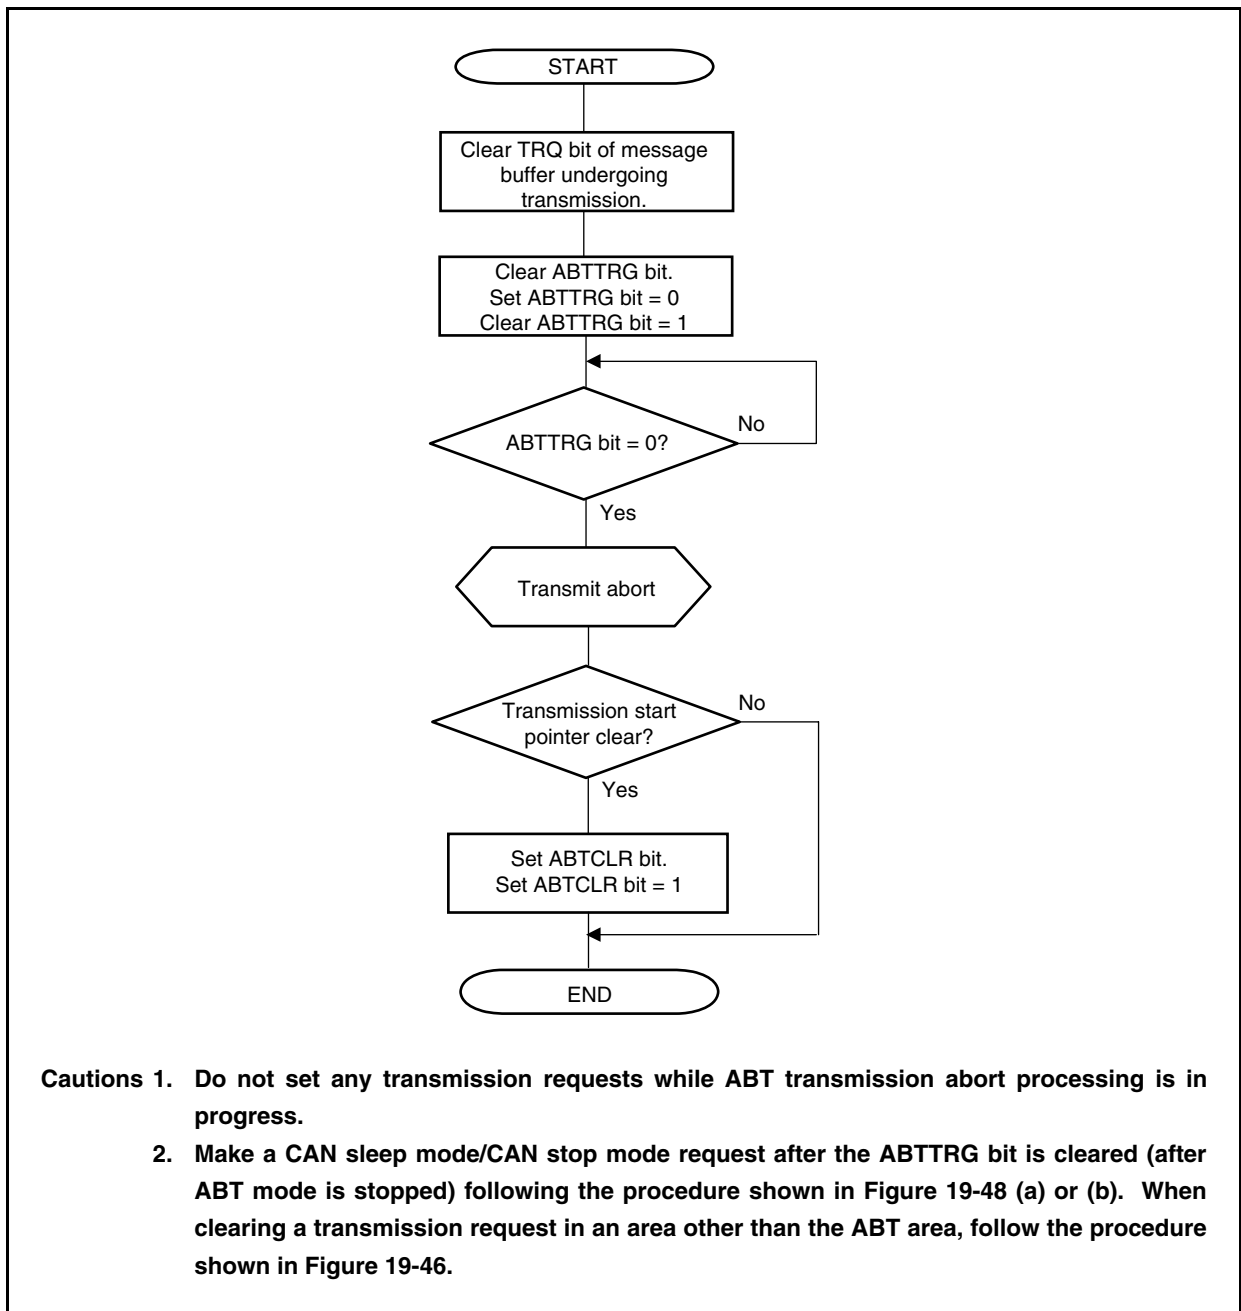 START
Clear TRQ bit of message
buffer undergoing
transmission.
Clear ABTTRG bit.
Set ABTTRG bit = 0
Clear ABTTRG bit = 1
No
ABTTRG bit = 0?
Yes
Transmit abort
No
Transmission start
pointer clear?
Yes
Set ABTCLR bit.
Set ABTCLR bit = 1
END
Cautions 1. Do not set any transmission requests while ABT transmission abort processing is in
progress.
2. Make a CAN sleep mode/CAN stop mode request after the ABTTRG bit is cleared (after
ABT mode is stopped) following the procedure shown in Figure 19-48 (a) or (b). When
clearing a transmission request in an area other than the ABT area, follow the procedure
shown in Figure 19-46.